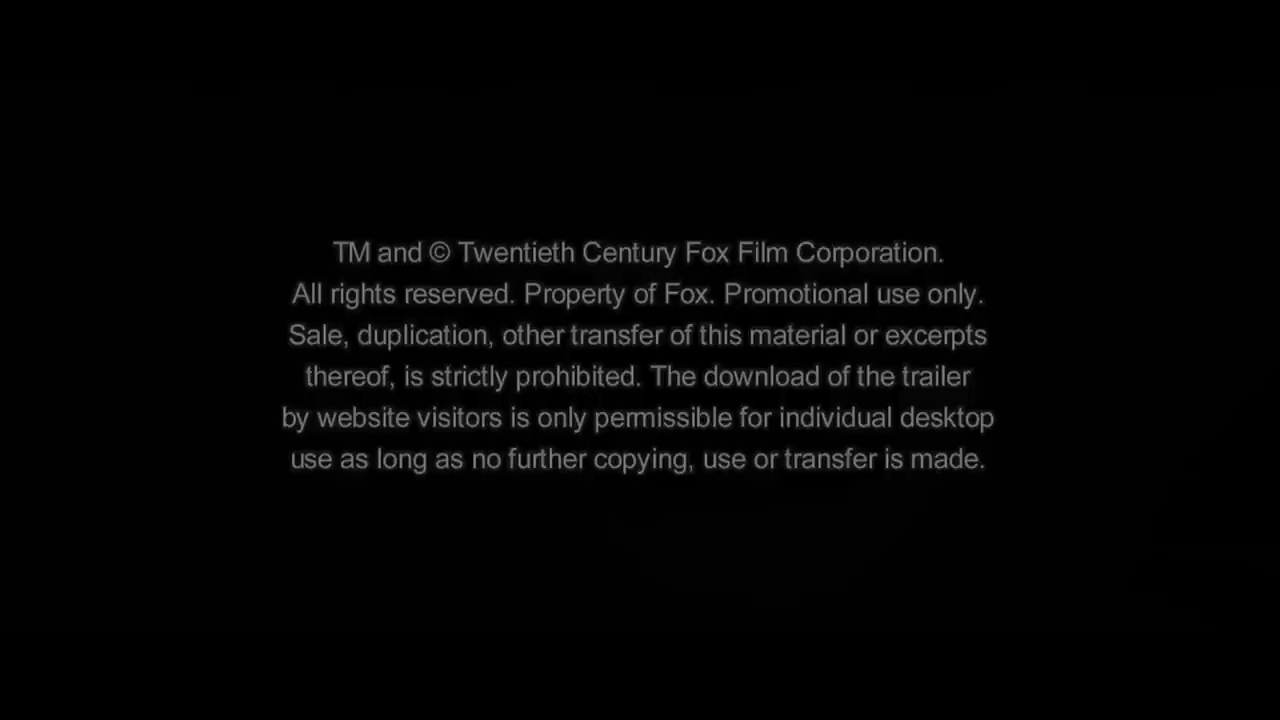 TM and © Twentieth Century Fox Film Corporation.
All rights reserved. Property of Fox. Promotional use only.
Sale, duplication, other transfer of this material or excerpts
thereof, is strictly prohibited. The download of the trailer
by website visitors is only permissible for individual desktop
use as long as no further copying, use or transfer is made.